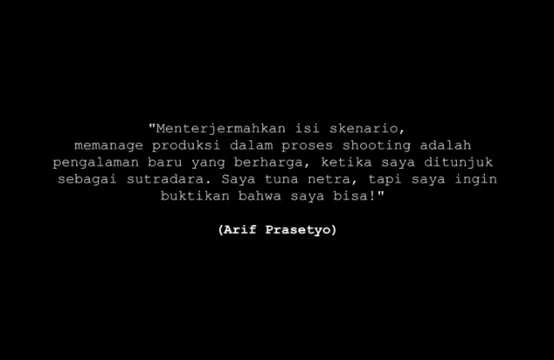 "Menterjermahkan isi skenario,
memanage produksi dalam proses shooting adalah
pengalaman baru yang berharga, ketika saya ditunjuk
sebagai sutradara. Saya tuna netra, tapi saya ingin
buktikan bahwa saya bisa!"
(Arif Prasetyo)